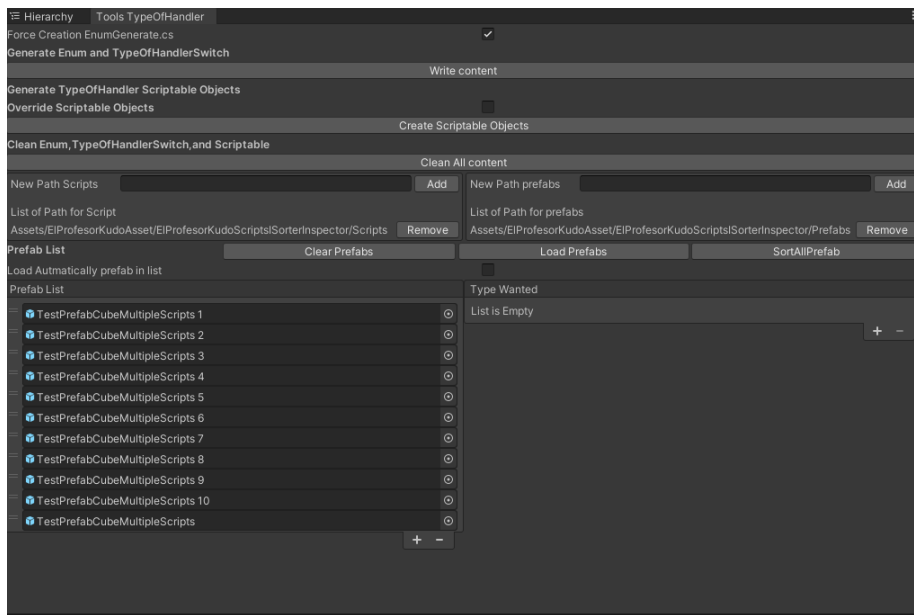 Hierarchy Tools TypeOfHandler
Force Creation EnumGenerate.cs
Generate Enum and TypeOfHandlerSwitch
Write content
Generate TypeOfHandler Scriptable Objects
Override Scriptable Objects
Create Scriptable Objects
Clean Enum,TypeOfHandlerSwitch,and Scriptable
Clean All content
New Path Scripts Add New Path prefabs Add
List of Path for Script List of Path for prefabs
Assets/ElProfesorKudoAsset/ElProfesorKudoScriptsISorterInspector/Scripts Remove Assets/ElProfesorKudoAsset/ElProfesorKudoScriptsISorterInspector/Prefabs Remove
Prefab List Clear Prefabs Load Prefabs SortAllPrefab
Load Autmatically prefab in list
Prefab List Type Wanted
TestPrefabCubeMultipleScripts 1 List is Empty
TestPrefabCubeMultipleScripts 2 + −
TestPrefabCubeMultipleScripts 3
TestPrefabCubeMultipleScripts 4
TestPrefabCubeMultipleScripts 5
TestPrefabCubeMultipleScripts 6
TestPrefabCubeMultipleScripts 7
TestPrefabCubeMultipleScripts 8
TestPrefabCubeMultipleScripts 9
TestPrefabCubeMultipleScripts 10
TestPrefabCubeMultipleScripts
+ −